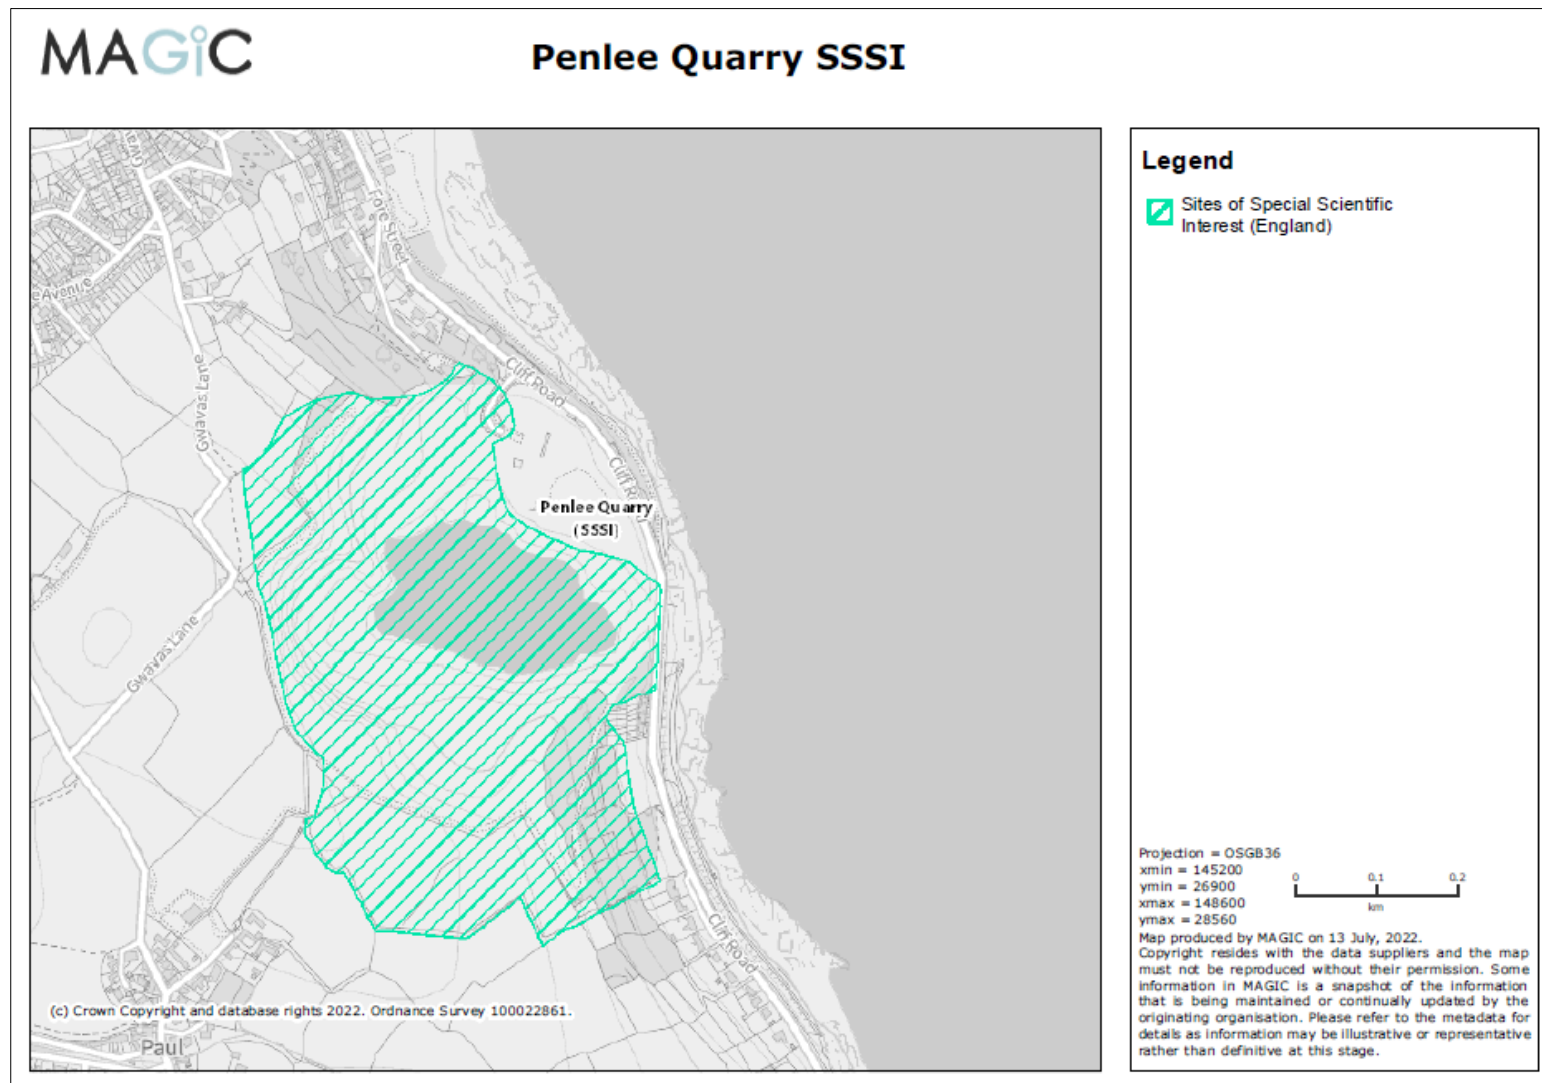 MAGiC
Penlee Quarry SSSI
Gwav
Fore Street
e Avenue
Gwavas Lane
Cliff Road
Cliff R
Penlee Quarry
(SSSI)
Gwavas Lane
Cliff Road
(c) Crown Copyright and database rights 2022. Ordnance Survey 100022861.
Paul
Legend
Sites of Special Scientific
Interest (England)
Projection = OSGB36
xmin = 145200
ymin = 26900
xmax = 148600
ymax = 28560
0 0.1 0.2
km
Map produced by MAGIC on 13 July, 2022.
Copyright resides with the data suppliers and the map
must not be reproduced without their permission. Some
information in MAGIC is a snapshot of the information
that is being maintained or continually updated by the
originating organisation. Please refer to the metadata for
details as information may be illustrative or representative
rather than definitive at this stage.